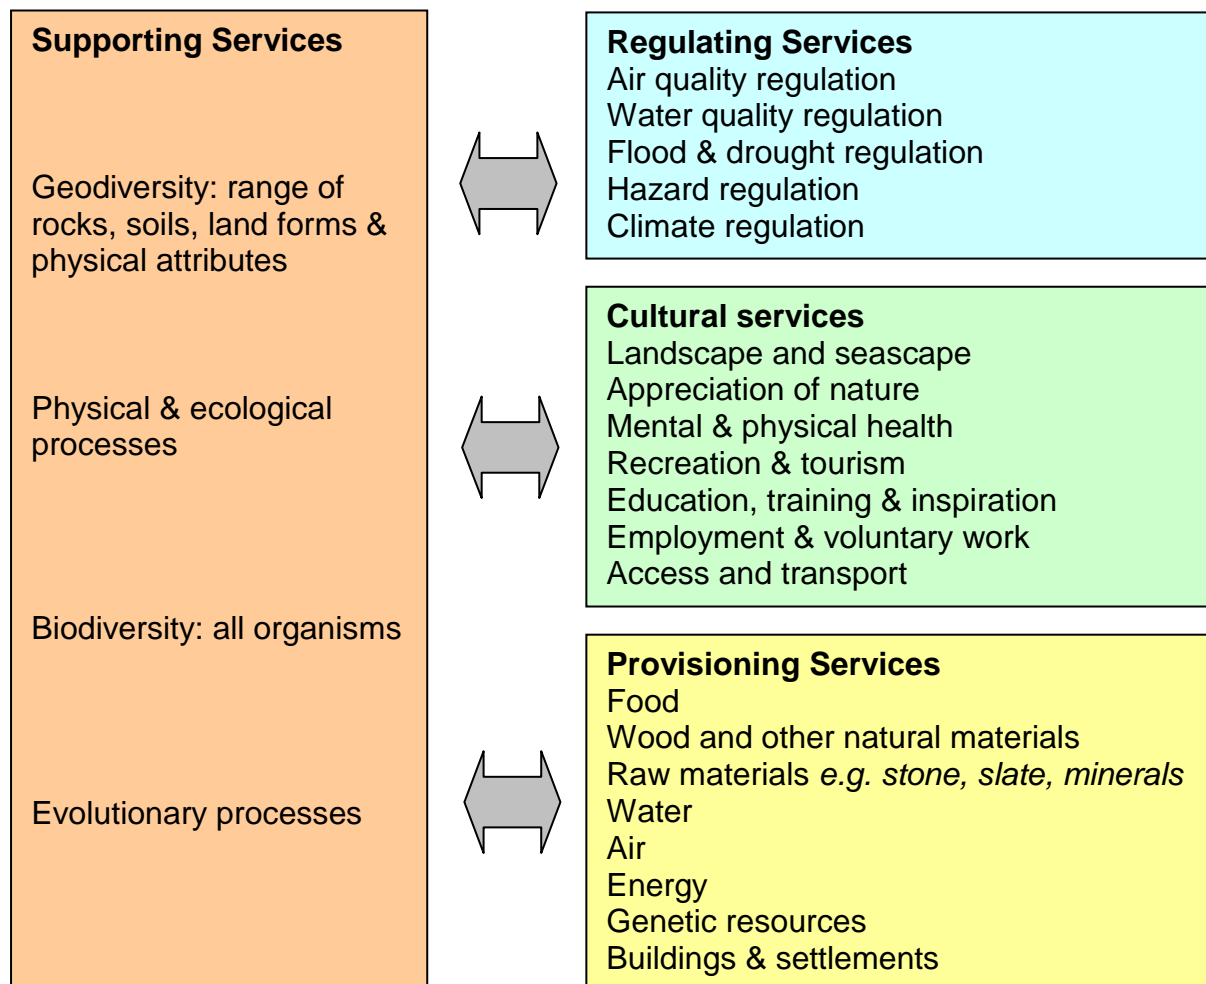 Supporting Services
Geodiversity: range of
rocks, soils, land forms &
physical attributes
Physical & ecological
processes
Biodiversity: all organisms
Evolutionary processes
Regulating Services
Air quality regulation
Water quality regulation
Flood & drought regulation
Hazard regulation
Climate regulation
Cultural services
Landscape and seascape
Appreciation of nature
Mental & physical health
Recreation & tourism
Education, training & inspiration
Employment & voluntary work
Access and transport
Provisioning Services
Food
Wood and other natural materials
Raw materials e.g. stone, slate, minerals
Water
Air
Energy
Genetic resources
Buildings & settlements